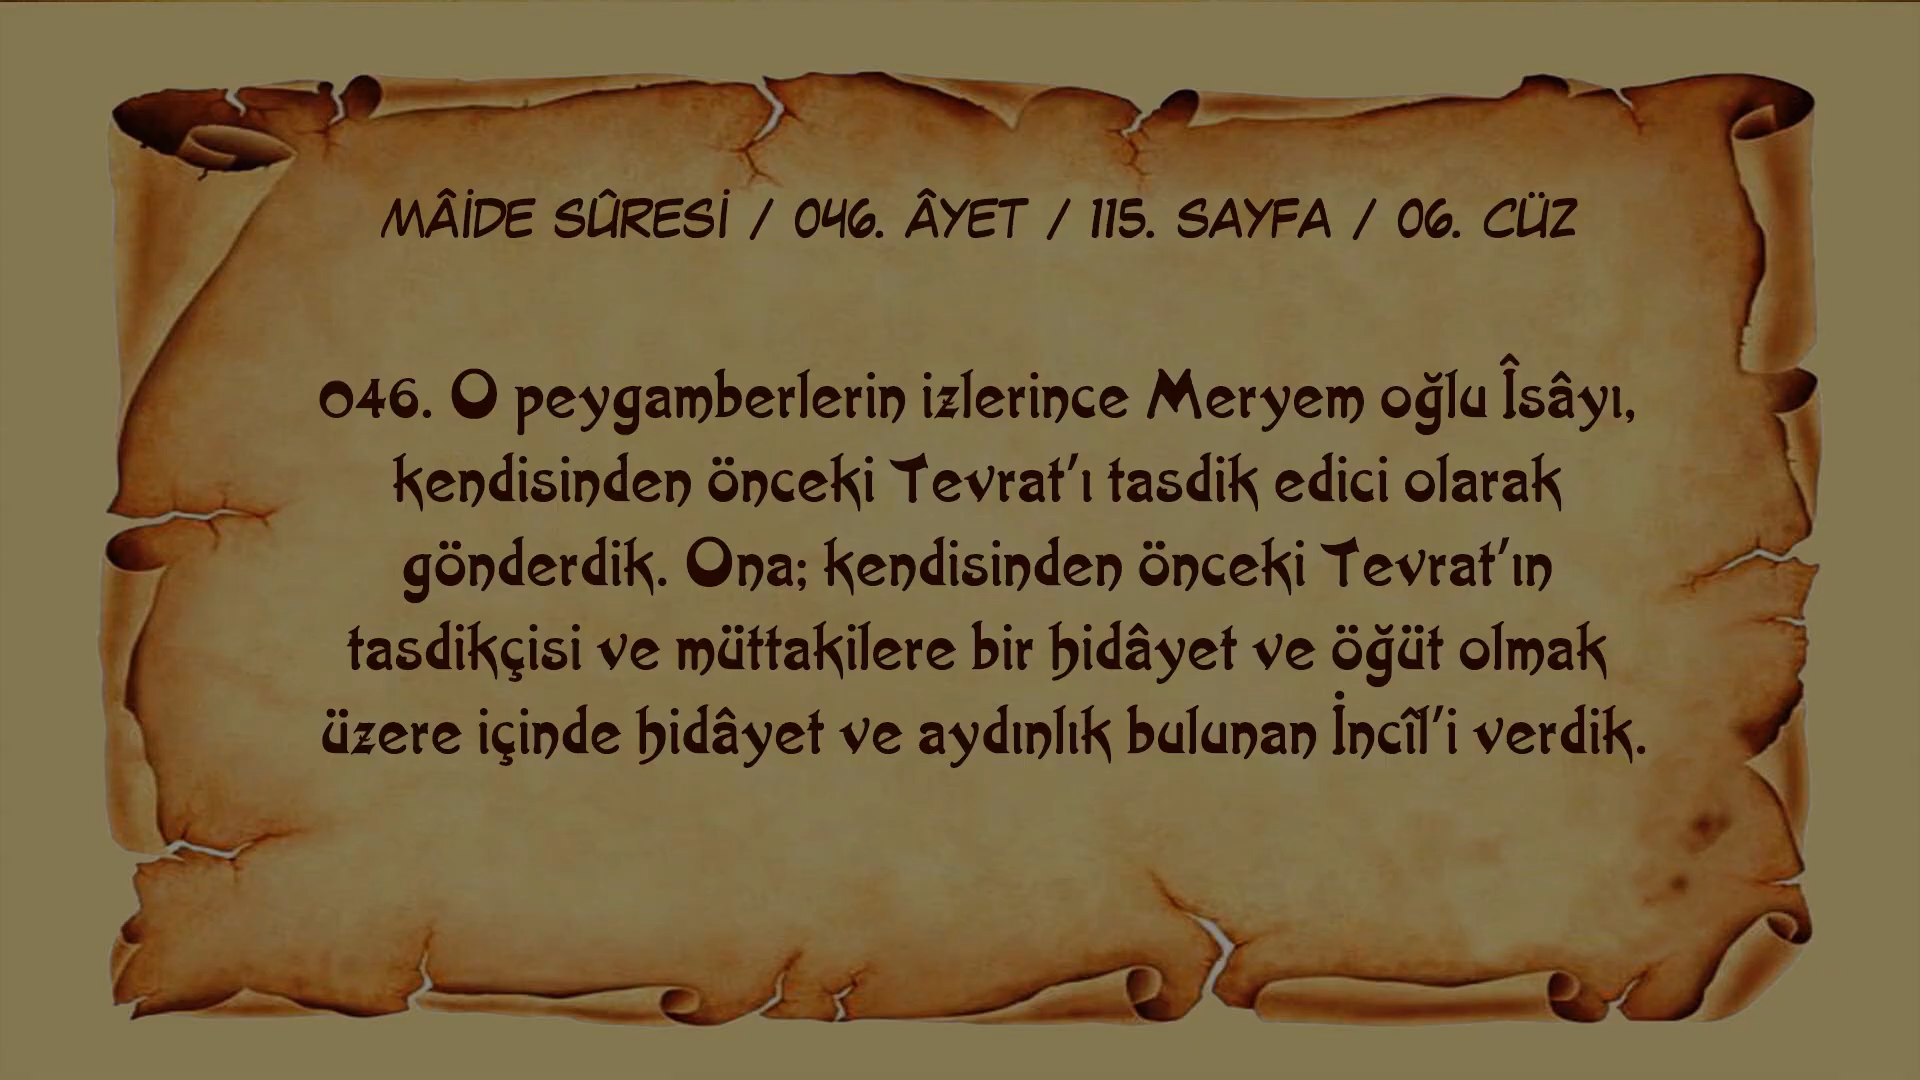 MÂİDE SÛRESİ / 046. ÂYET / 115. SAYFA / 06. CÜZ
046. O peygamberlerin izlerince Meryem oğlu Îsâyı,
kendisinden önceki Tevrat'ı tasdik edici olarak
gönderdik. Ona; kendisinden önceki Tevrat'ın
tasdikçisi ve müttakilere bir hidâyet ve öğüt olmak
üzere içinde hidâyet ve aydınlık bulunan İncîl'i verdik.